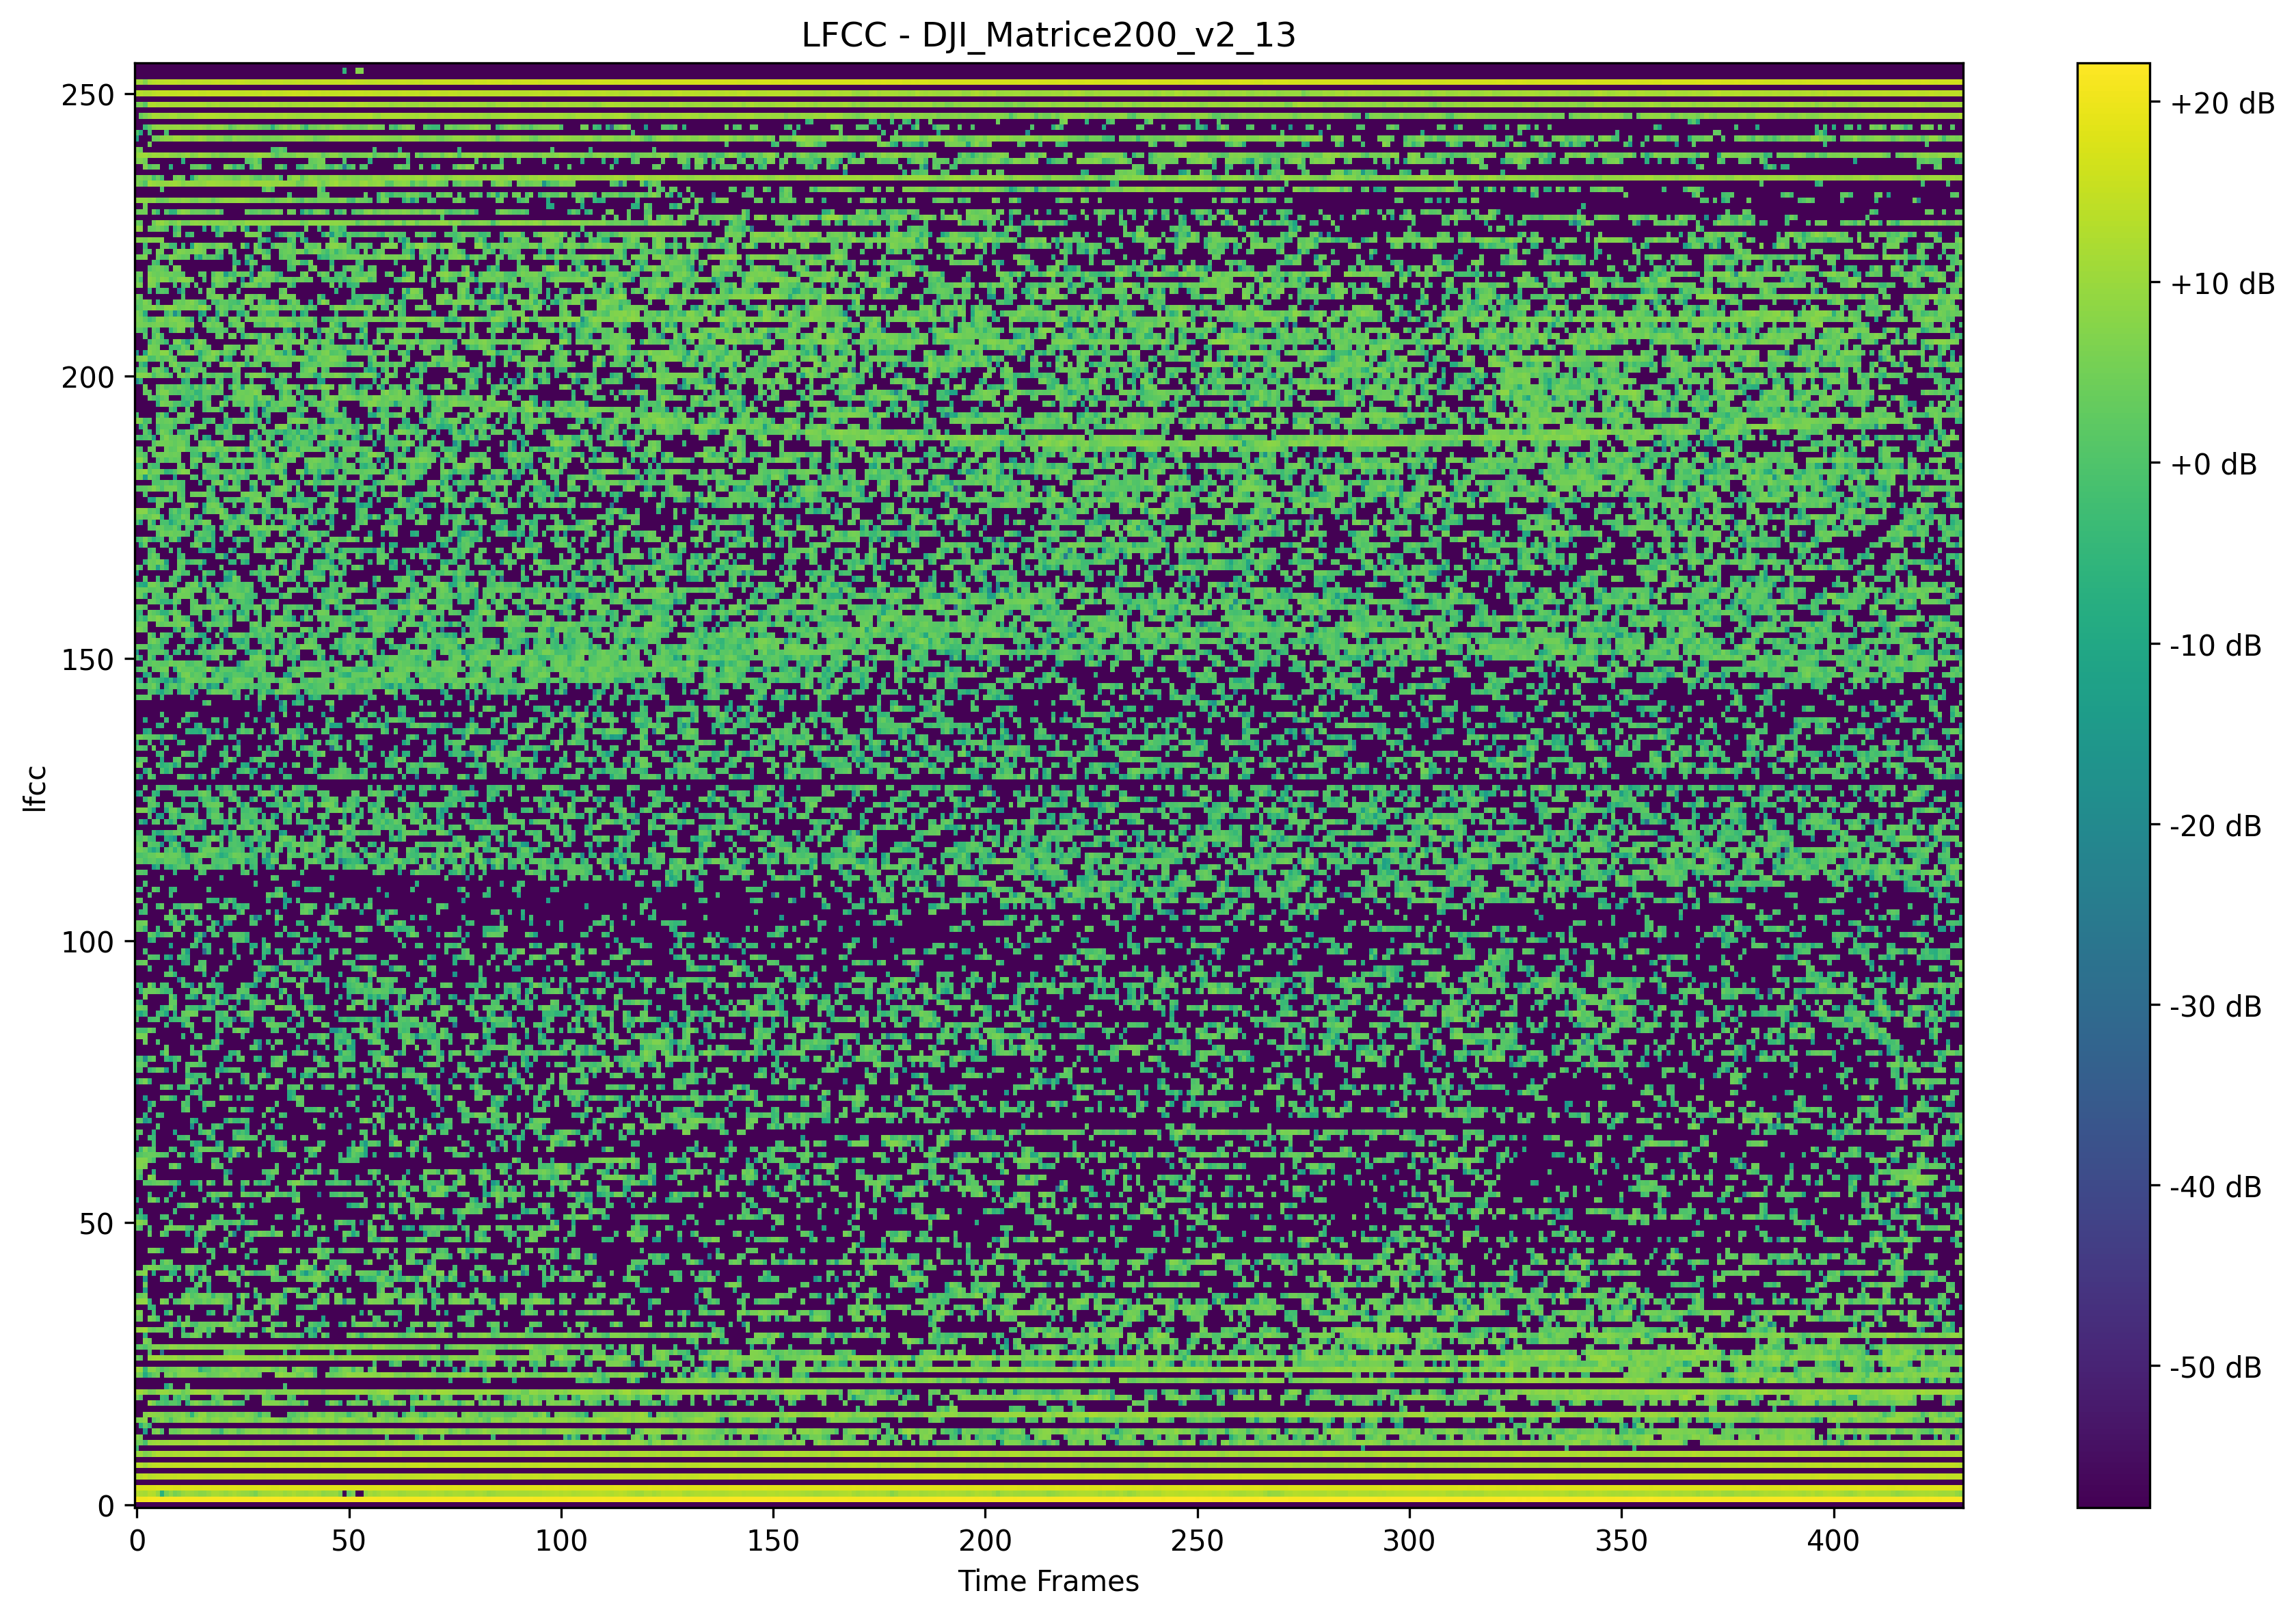 LFCC - DJI_Matrice200_v2_13
250
200
150
100
50
0
lfcc
0 50 100 150 200 250 300 350 400
Time Frames
+20 dB
+10 dB
+0 dB
-10 dB
-20 dB
-30 dB
-40 dB
-50 dB